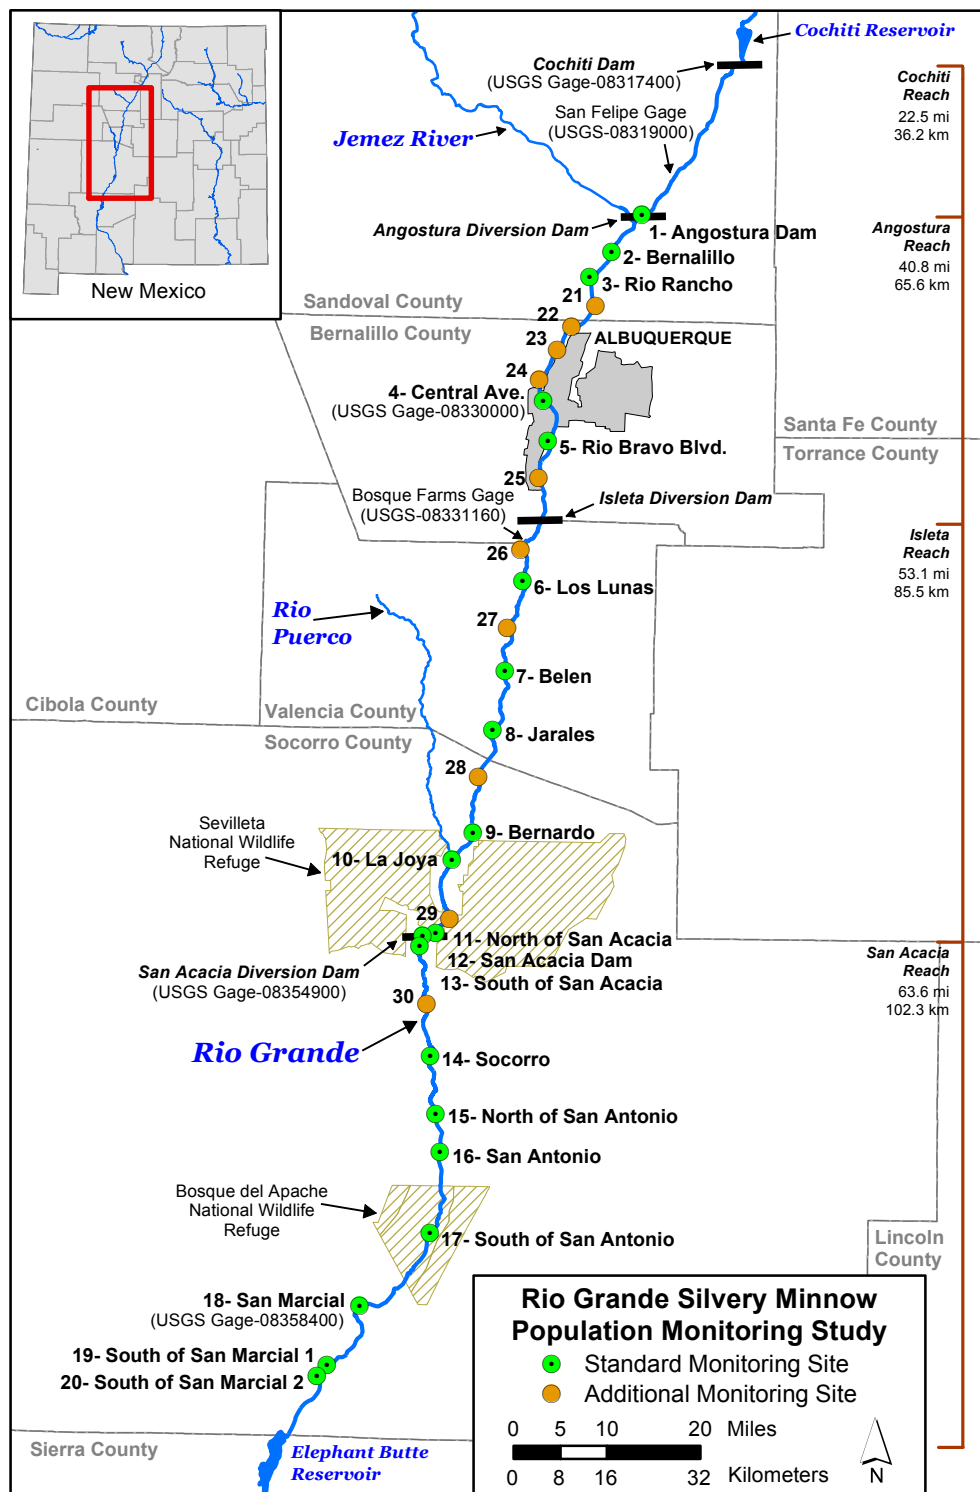 Cochiti Reservoir
Cochiti Dam
(USGS Gage-08317400)
San Felipe Gage
(USGS-08319000)
Jemez River
Cochiti
Reach
22.5 mi
36.2 km
New Mexico
Angostura Diversion Dam
1- Angostura Dam
2- Bernalillo
3- Rio Rancho
Angostura
Reach
40.8 mi
65.6 km
21
Sandoval County
22
Bernalillo County
23
ALBUQUERQUE
24
4- Central Ave.
(USGS Gage-08330000)
Santa Fe County
5- Rio Bravo Blvd.
Torrance County
25
Bosque Farms Gage
(USGS-08331160)
Isleta Diversion Dam
Isleta
Reach
53.1 mi
85.5 km
26
6- Los Lunas
Rio
Puerco
27
7- Belen
Cibola County
Valencia County
8- Jarales
Socorro County
28
Sevilleta
National Wildlife
Refuge
9- Bernardo
10- La Joya
29
11- North of San Acacia
12- San Acacia Dam
13- South of San Acacia
San Acacia Diversion Dam
(USGS Gage-08354900)
San Acacia
Reach
63.6 mi
102.3 km
30
Rio Grande
14- Socorro
15- North of San Antonio
16- San Antonio
Bosque del Apache
National Wildlife
Refuge
17- South of San Antonio
Lincoln
County
18- San Marcial
(USGS Gage-08358400)
19- South of San Marcial 1
20- South of San Marcial 2
Sierra County
Elephant Butte
Reservoir
Rio Grande Silvery Minnow
Population Monitoring Study
Standard Monitoring Site
Additional Monitoring Site
0 5 10 20 Miles
0 8 16 32 Kilometers
N